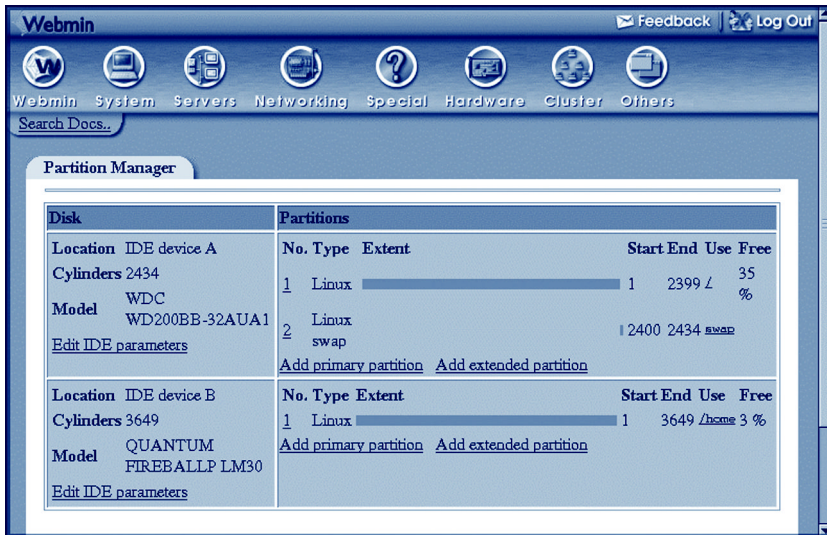 Webmin
Feedback Log Out
Webmin System Servers Networking Special Hardware Cluster Others
Search Docs..
Partition Manager
Disk Partitions
Location IDE device A
Cylinders 2434
Model WDC WD200BB-32AUA1
Edit IDE parameters
No. Type Extent Start End Use Free
1 Linux 1 2399 / 35 %
2 Linux swap 2400 2434 swap
Add primary partition Add extended partition
Location IDE device B
Cylinders 3649
Model QUANTUM FIREBALLP LM30
Edit IDE parameters
No. Type Extent Start End Use Free
1 Linux 1 3649 /home 3 %
Add primary partition Add extended partition